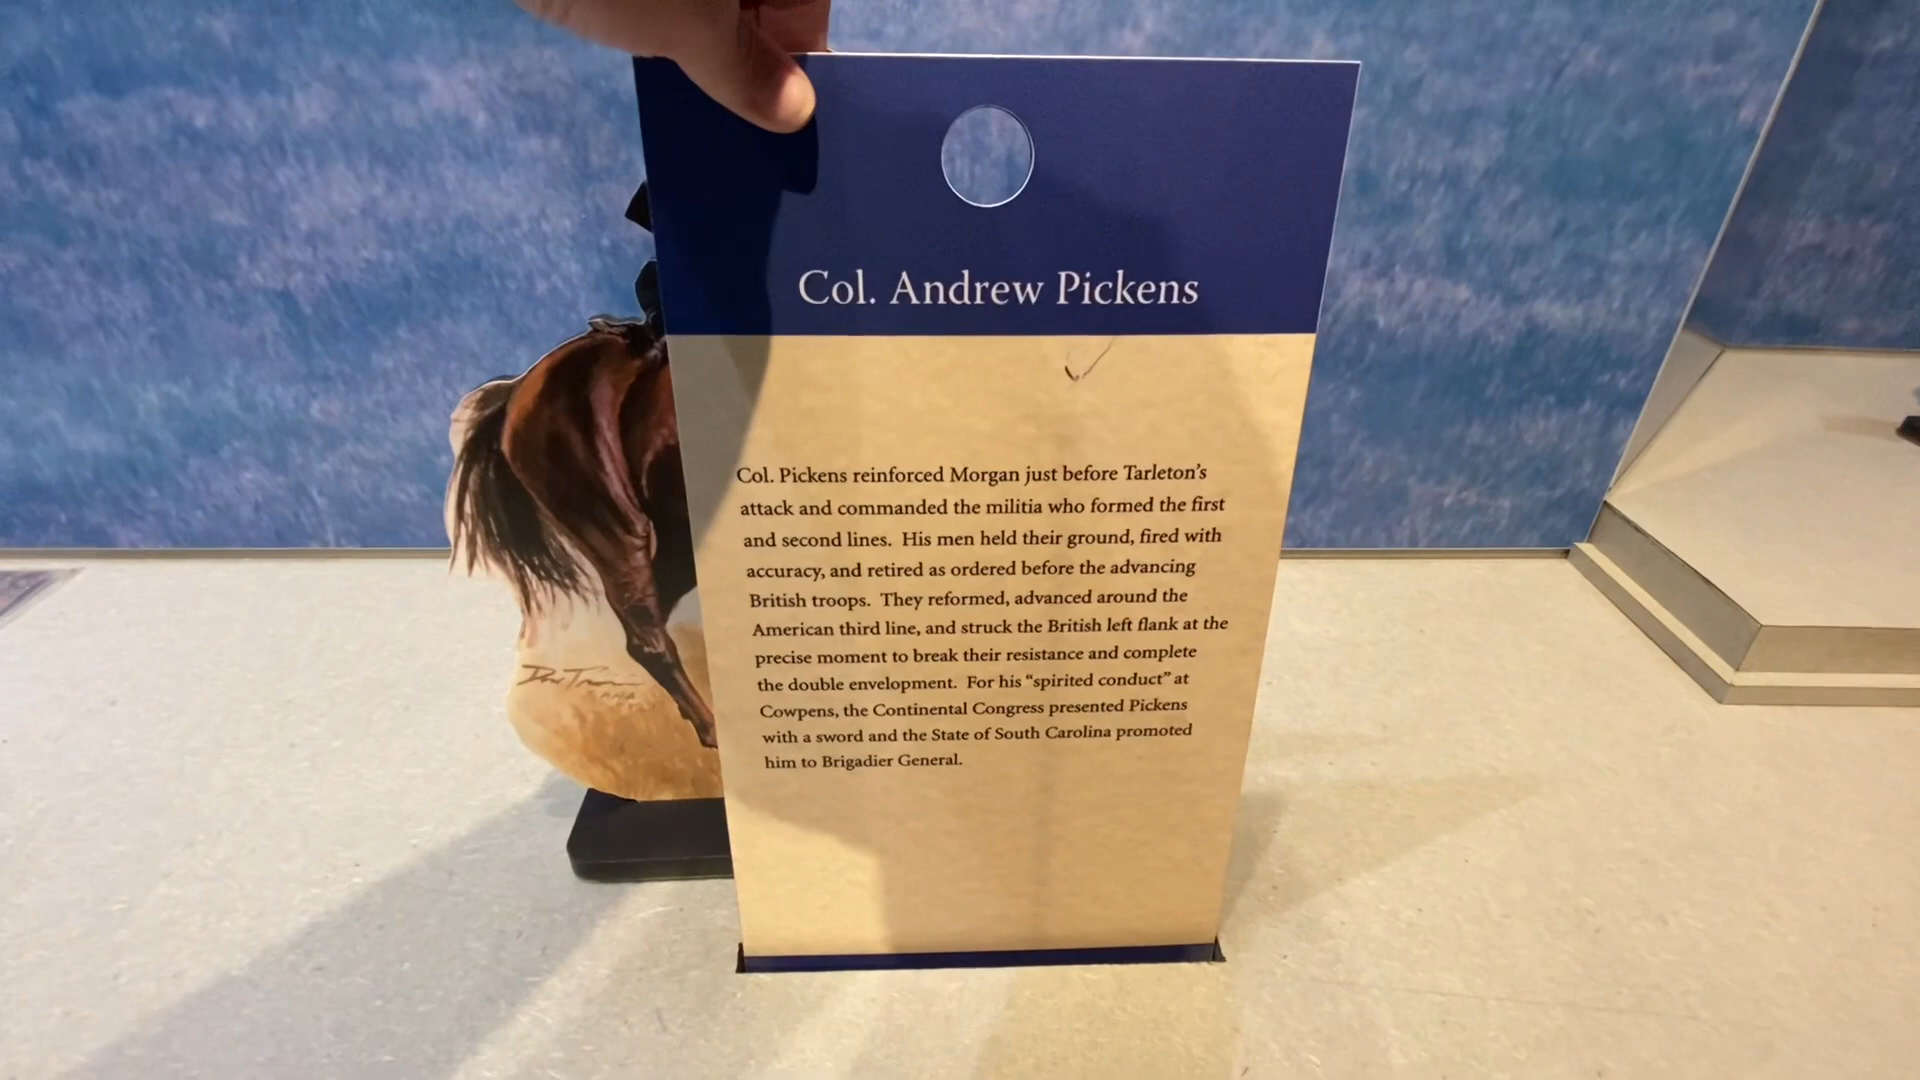 Col. Andrew Pickens
Col. Pickens reinforced Morgan just before Tarleton's
attack and commanded the militia who formed the first
and second lines.  His men held their ground, fired with
accuracy, and retired as ordered before the advancing
British troops.  They reformed, advanced around the
American third line, and struck the British left flank at the
precise moment to break their resistance and complete
the double envelopment.  For his “spirited conduct” at
Cowpens, the Continental Congress presented Pickens
with a sword and the State of South Carolina promoted
him to Brigadier General.